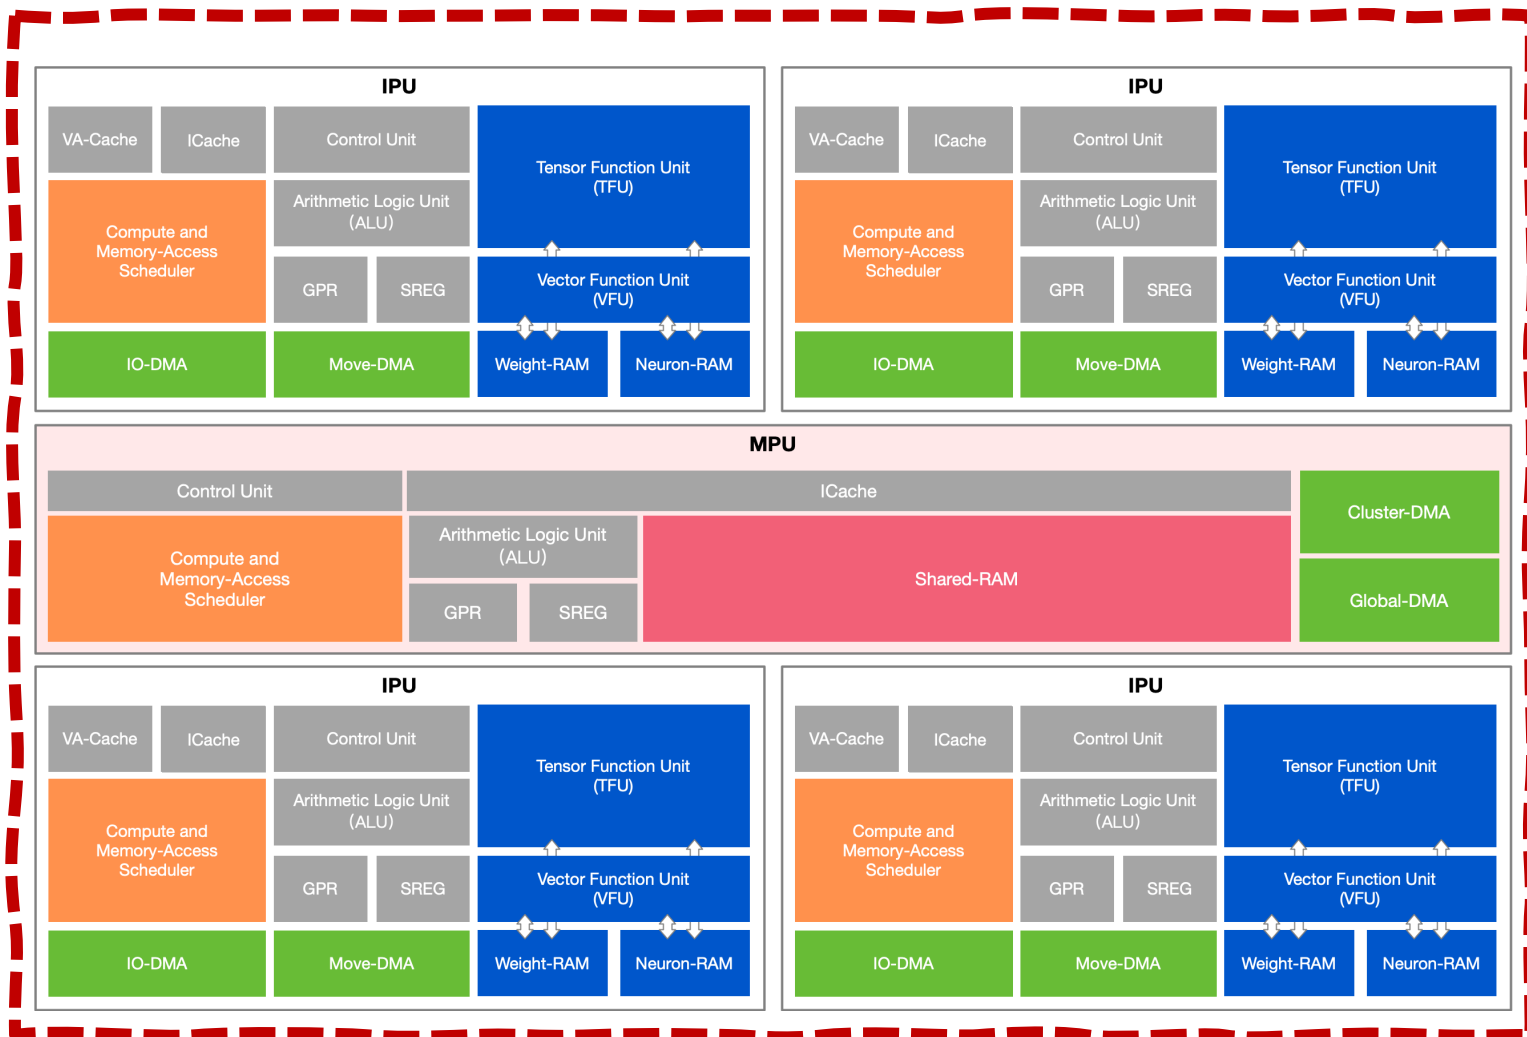 IPU
VA-Cache
ICache
Control Unit
Tensor Function Unit
(TFU)
Compute and
Memory-Access
Scheduler
Arithmetic Logic Unit
(ALU)
GPR
SREG
Vector Function Unit
(VFU)
IO-DMA
Move-DMA
Weight-RAM
Neuron-RAM
IPU
VA-Cache
ICache
Control Unit
Tensor Function Unit
(TFU)
Compute and
Memory-Access
Scheduler
Arithmetic Logic Unit
(ALU)
GPR
SREG
Vector Function Unit
(VFU)
IO-DMA
Move-DMA
Weight-RAM
Neuron-RAM
MPU
Control Unit
ICache
Cluster-DMA
Compute and
Memory-Access
Scheduler
Arithmetic Logic Unit
(ALU)
GPR
SREG
Shared-RAM
Global-DMA
IPU
VA-Cache
ICache
Control Unit
Tensor Function Unit
(TFU)
Compute and
Memory-Access
Scheduler
Arithmetic Logic Unit
(ALU)
GPR
SREG
Vector Function Unit
(VFU)
IO-DMA
Move-DMA
Weight-RAM
Neuron-RAM
IPU
VA-Cache
ICache
Control Unit
Tensor Function Unit
(TFU)
Compute and
Memory-Access
Scheduler
Arithmetic Logic Unit
(ALU)
GPR
SREG
Vector Function Unit
(VFU)
IO-DMA
Move-DMA
Weight-RAM
Neuron-RAM